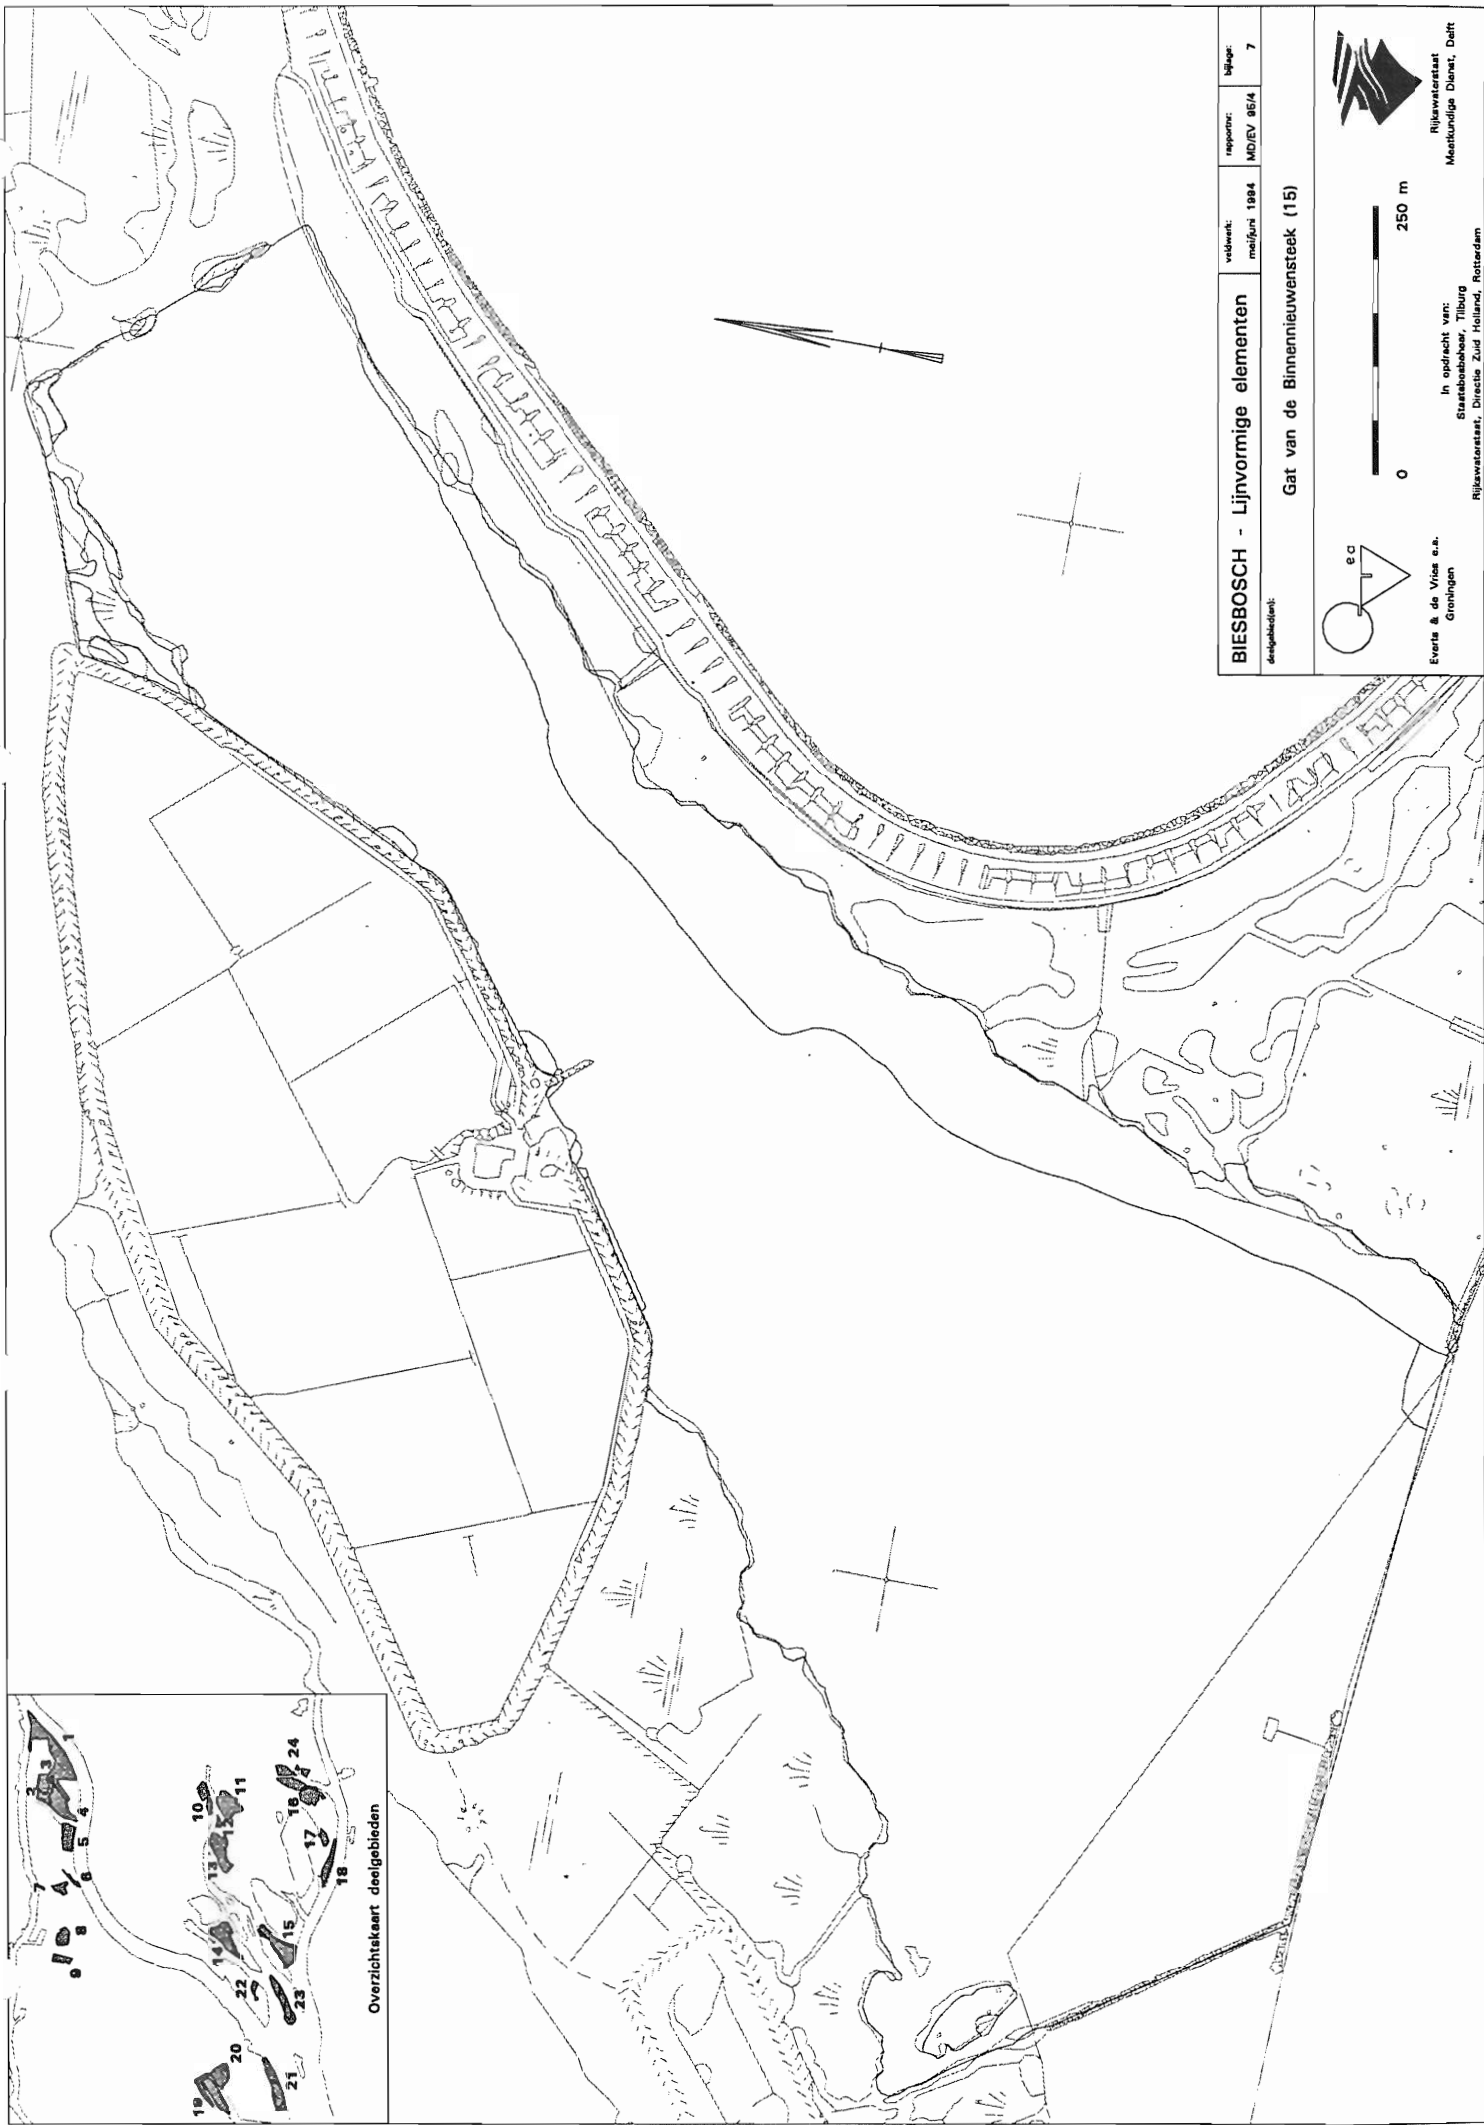 BIESBOSCH - Lijnvormige elementen
veldwerk:
mei/juni 1994
rapportnr:
MD/EV 95/4
bijlage:
7
deelgebied(en):
Gat van de Binnennieuwensteek (15)
0 250 m
e a
Everts & de Vries e.a.
Groningen
In opdracht van:
Staatsbosbeheer, Tilburg
Rijkswaterstaat, Directie Zuid Holland, Rotterdam
Rijkswaterstaat
Meetkundige Dienst, Delft
1
2
3
4
5
6
7
8
9
10
11
12
13
14
15
16
17
18
19
20
21
22
23
24
Overzichtskaart deelgebieden